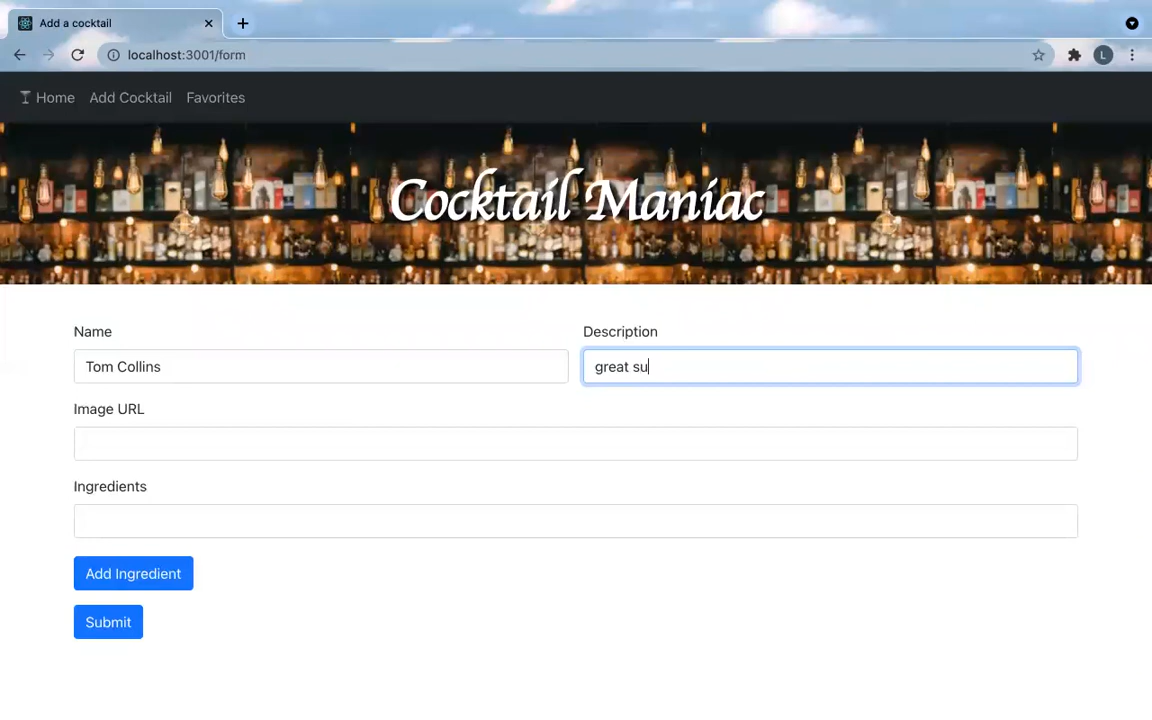 Add a cocktail
localhost:3001/form
L
Home Add Cocktail Favorites
Cocktail Maniac
Name
Description
Tom Collins
great su
Image URL
Ingredients
Add Ingredient
Submit